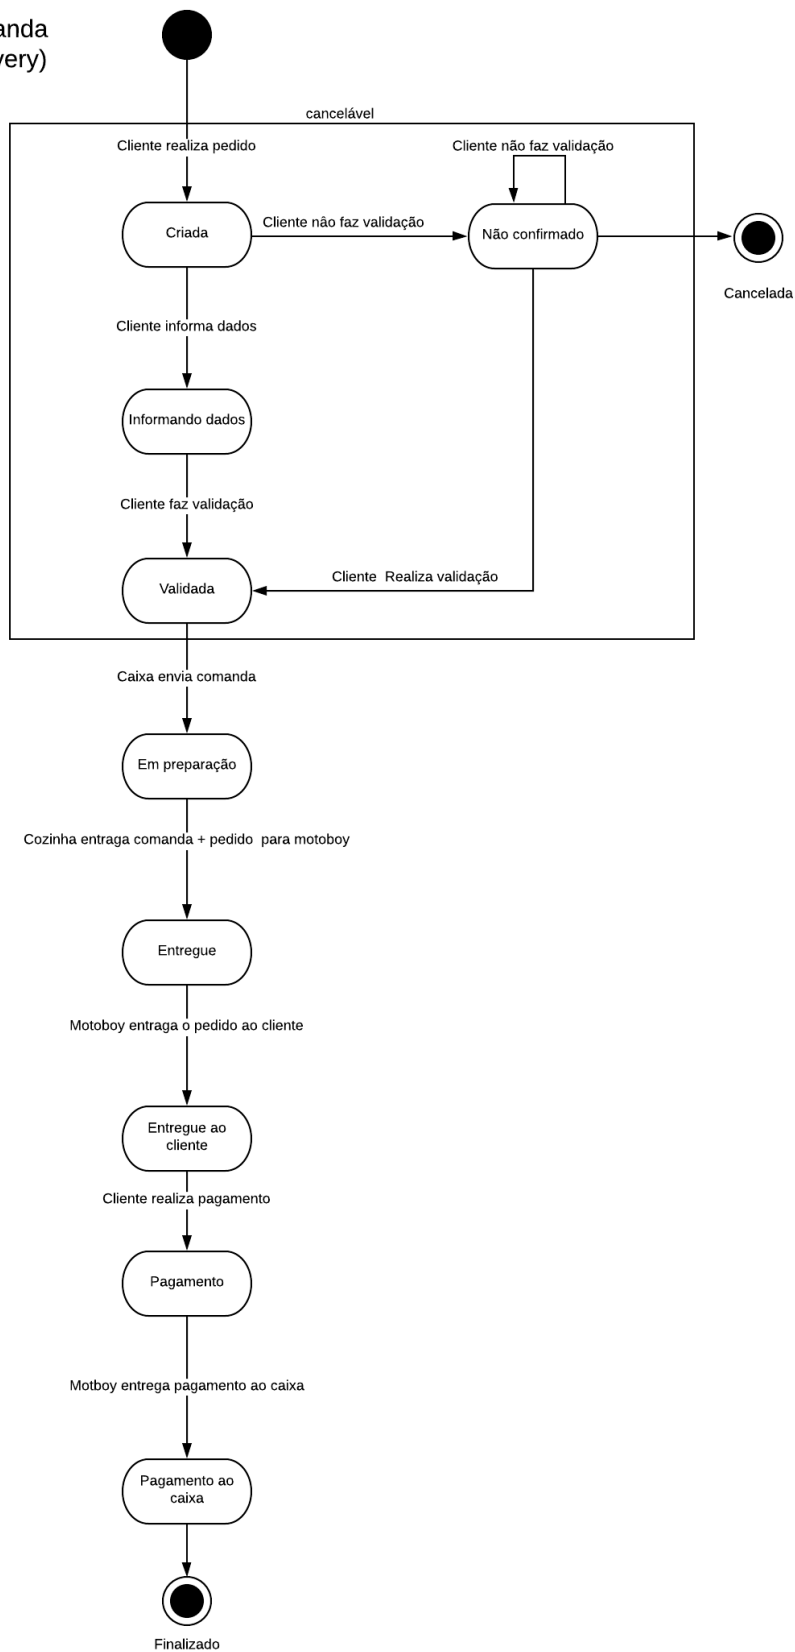 anda
very)
cancelável
Cliente realiza pedido
Cliente não faz validação
Criada
Cliente nâo faz validação
Não confirmado
Cancelada
Cliente informa dados
Informando dados
Cliente faz validação
Cliente  Realiza validação
Validada
Caixa envia comanda
Em preparação
Cozinha entraga comanda + pedido  para motoboy
Entregue
Motoboy entraga o pedido ao cliente
Entregue ao
cliente
Cliente realiza pagamento
Pagamento
Motboy entrega pagamento ao caixa
Pagamento ao
caixa
Finalizado